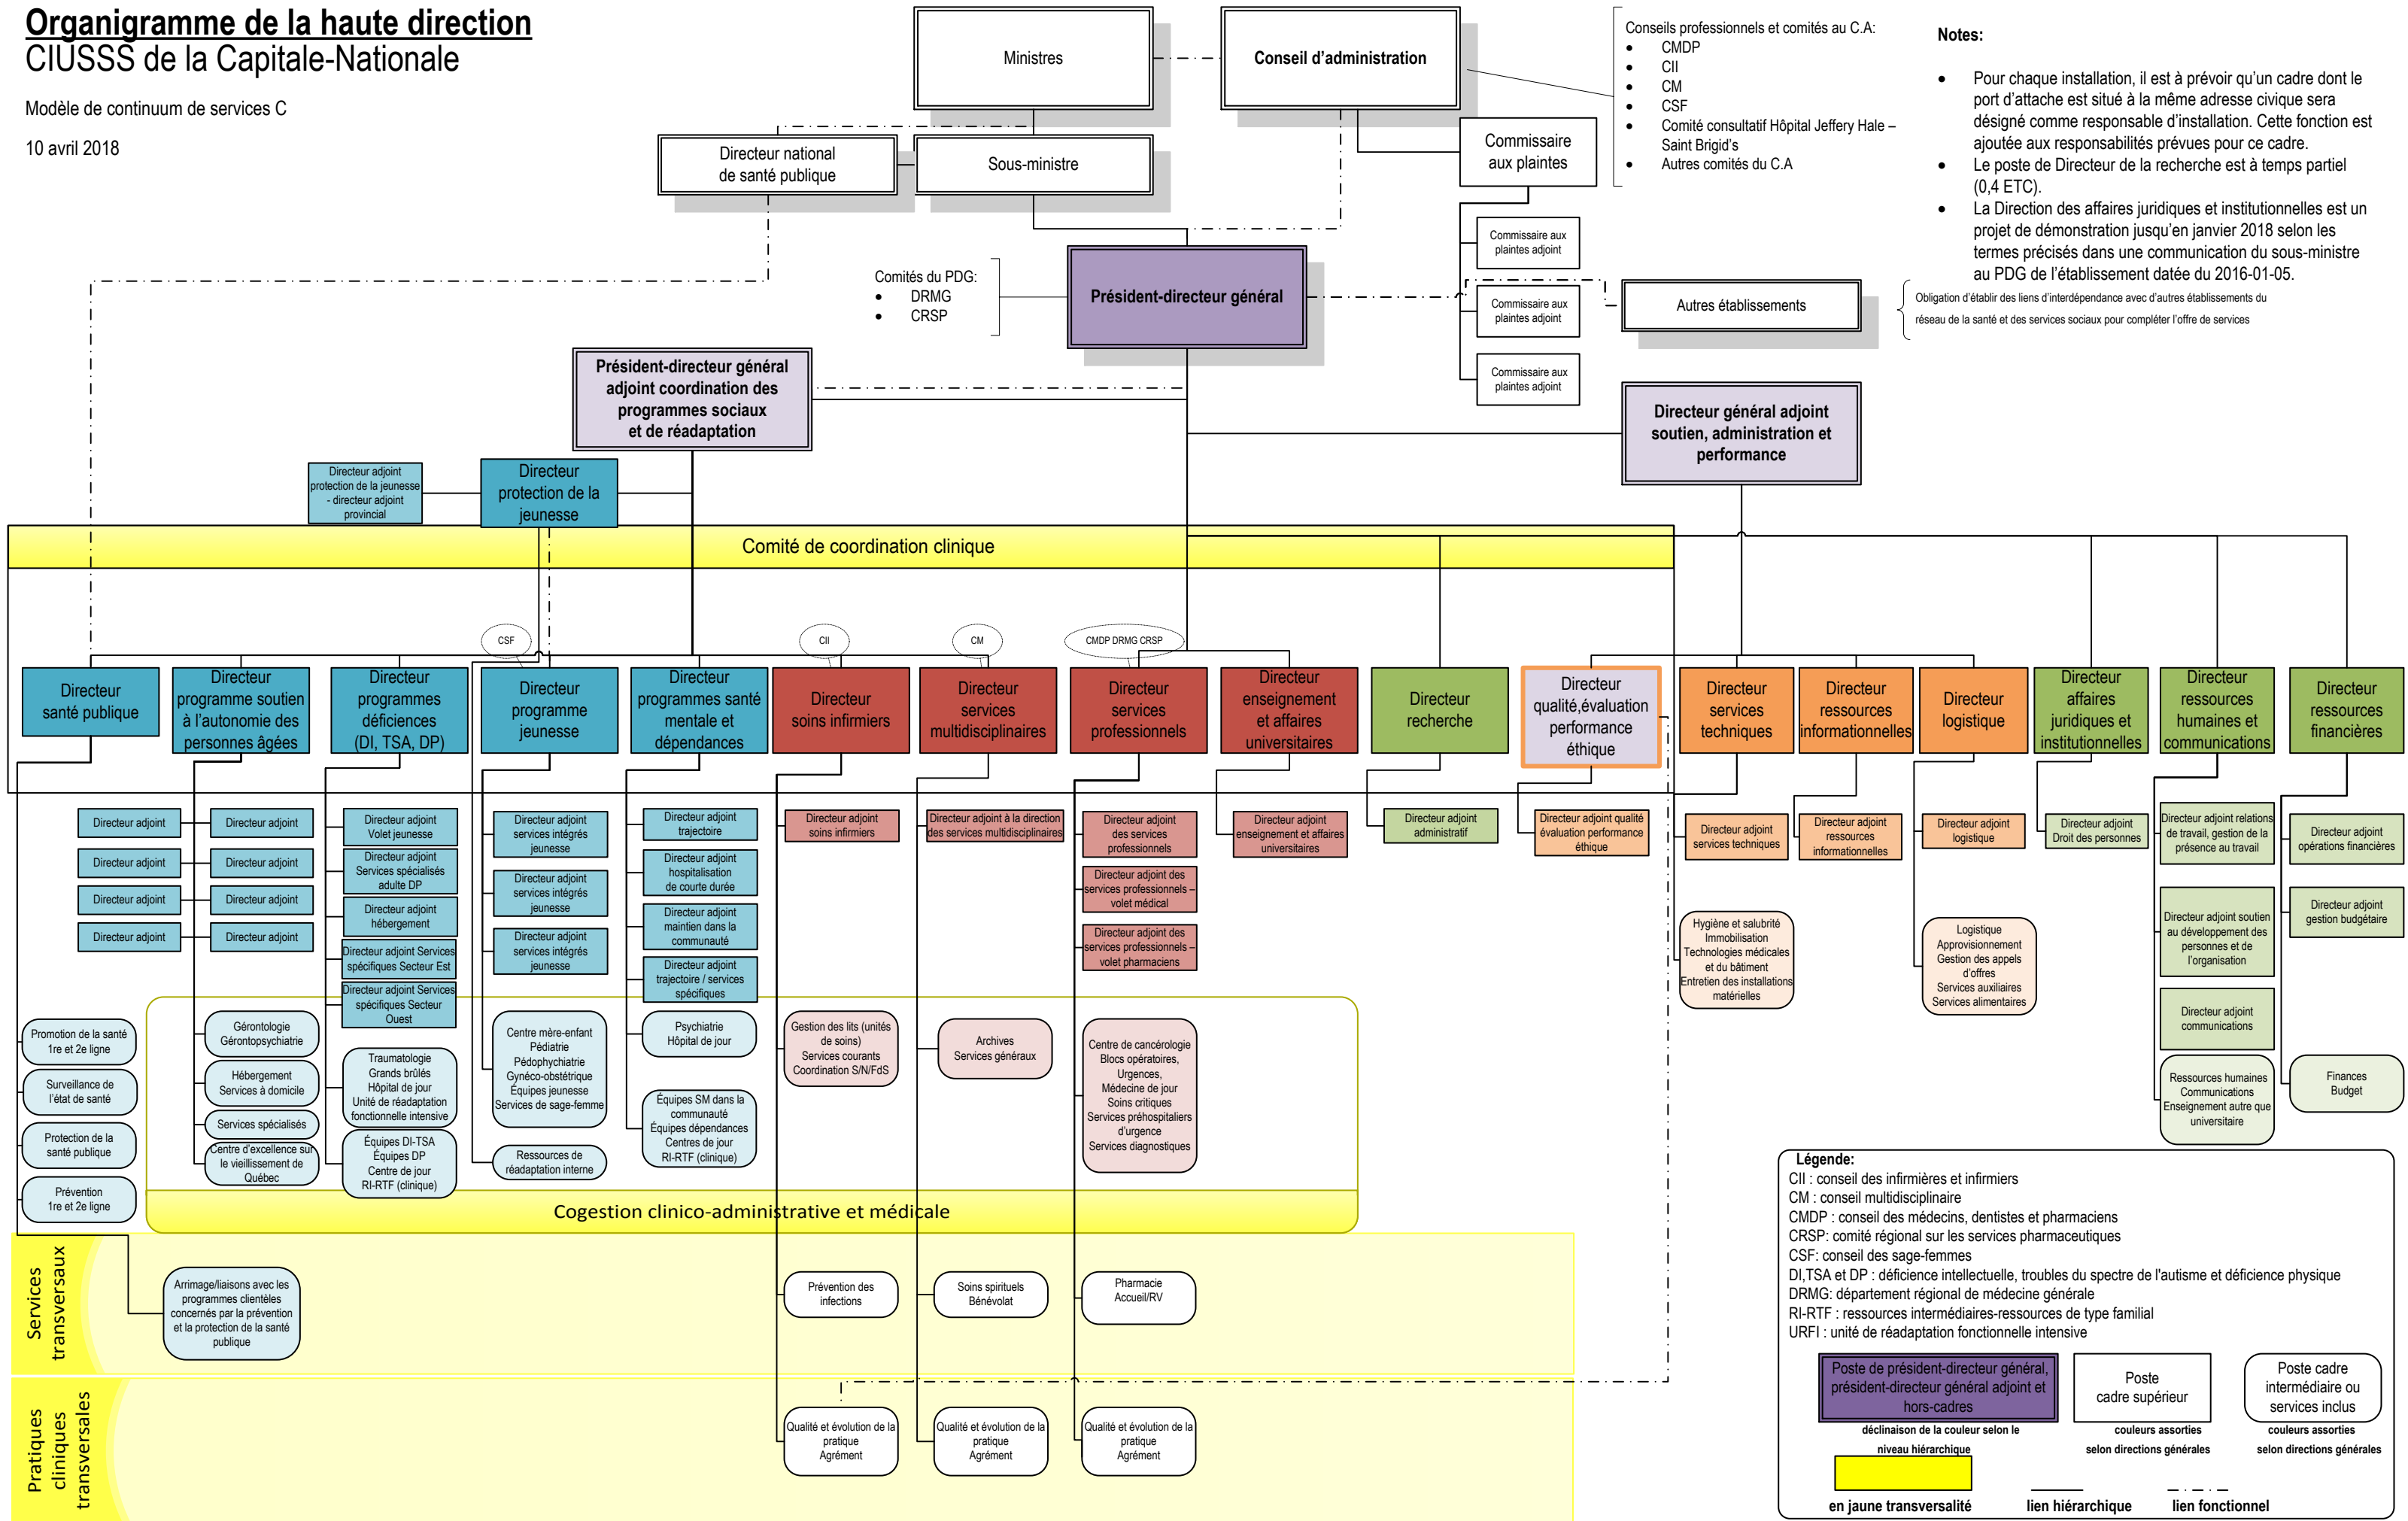 Organigramme de la haute direction
CIUSSS de la Capitale-Nationale
Modèle de continuum de services C
10 avril 2018
Ministres
Conseil d'administration
Conseils professionnels et comités au C.A:
• CMDP
• CII
• CM
• CSF
• Comité consultatif Hôpital Jeffery Hale –
Saint Brigid's
• Autres comités du C.A
Notes:
• Pour chaque installation, il est à prévoir qu'un cadre dont le
port d'attache est situé à la même adresse civique sera
désigné comme responsable d'installation. Cette fonction est
ajoutée aux responsabilités prévues pour ce cadre.
• Le poste de Directeur de la recherche est à temps partiel
(0,4 ETC).
• La Direction des affaires juridiques et institutionnelles est un
projet de démonstration jusqu'en janvier 2018 selon les
termes précisés dans une communication du sous-ministre
au PDG de l'établissement datée du 2016-01-05.
Directeur national
de santé publique
Sous-ministre
Commissaire
aux plaintes
Commissaire aux
plaintes adjoint
Commissaire aux
plaintes adjoint
Commissaire aux
plaintes adjoint
Comités du PDG:
• DRMG
• CRSP
Président-directeur général
Autres établissements
Obligation d'établir des liens d'interdépendance avec d'autres établissements du
réseau de la santé et des services sociaux pour compléter l'offre de services
Président-directeur général
adjoint coordination des
programmes sociaux
et de réadaptation
Directeur général adjoint
soutien, administration et
performance
Directeur adjoint
protection de la jeunesse
- directeur adjoint
provincial
Directeur
protection de la
jeunesse
Comité de coordination clinique
CSF
CII
CM
CMDP DRMG CRSP
Directeur
santé publique
Directeur
programme soutien
à l'autonomie des
personnes âgées
Directeur
programmes
déficiences
(DI, TSA, DP)
Directeur
programme
jeunesse
Directeur
programmes santé
mentale et
dépendances
Directeur
soins infirmiers
Directeur
services
multidisciplinaires
Directeur
services
professionnels
Directeur
enseignement
et affaires
universitaires
Directeur
recherche
Directeur
qualité,évaluation
performance
éthique
Directeur
services
techniques
Directeur
ressources
informationnelles
Directeur
logistique
Directeur
affaires
juridiques et
institutionnelles
Directeur
ressources
humaines et
communications
Directeur
ressources
financières
Directeur adjoint
Directeur adjoint
Directeur adjoint
Directeur adjoint
Directeur adjoint
Directeur adjoint
Directeur adjoint
Directeur adjoint
Directeur adjoint
Volet jeunesse
Directeur adjoint
Services spécialisés
adulte DP
Directeur adjoint
hébergement
Directeur adjoint Services
spécifiques Secteur Est
Directeur adjoint Services
spécifiques Secteur
Ouest
Directeur adjoint
services intégrés
jeunesse
Directeur adjoint
services intégrés
jeunesse
Directeur adjoint
services intégrés
jeunesse
Directeur adjoint
trajectoire
Directeur adjoint
hospitalisation
de courte durée
Directeur adjoint
maintien dans la
communauté
Directeur adjoint
trajectoire / services
spécifiques
Directeur adjoint
soins infirmiers
Directeur adjoint à la direction
des services multidisciplinaires
Directeur adjoint
des services
professionnels
Directeur adjoint des
services professionnels –
volet médical
Directeur adjoint des
services professionnels –
volet pharmaciens
Directeur adjoint
enseignement et affaires
universitaires
Directeur adjoint
administratif
Directeur adjoint qualité
évaluation performance
éthique
Directeur adjoint
services techniques
Directeur adjoint
ressources
informationnelles
Directeur adjoint
logistique
Directeur adjoint
Droit des personnes
Directeur adjoint relations
de travail, gestion de la
présence au travail
Directeur adjoint soutien
au développement des
personnes et de
l'organisation
Directeur adjoint
communications
Directeur adjoint
opérations financières
Directeur adjoint
gestion budgétaire
Hygiène et salubrité
Immobilisation
Technologies médicales
et du bâtiment
Entretien des installations
matérielles
Logistique
Approvisionnement
Gestion des appels
d'offres
Services auxiliaires
Services alimentaires
Ressources humaines
Communications
Enseignement autre que
universitaire
Finances
Budget
Promotion de la santé
1re et 2e ligne
Surveillance de
l'état de santé
Protection de la
santé publique
Prévention
1re et 2e ligne
Gérontologie
Gérontopsychiatrie
Hébergement
Services à domicile
Services spécialisés
Centre d'excellence sur
le vieillissement de
Québec
Traumatologie
Grands brûlés
Hôpital de jour
Unité de réadaptation
fonctionnelle intensive
Équipes DI-TSA
Équipes DP
Centre de jour
RI-RTF (clinique)
Centre mère-enfant
Pédiatrie
Pédophychiatrie
Gynéco-obstétrique
Équipes jeunesse
Services de sage-femme
Ressources de
réadaptation interne
Psychiatrie
Hôpital de jour
Équipes SM dans la
communauté
Équipes dépendances
Centres de jour
RI-RTF (clinique)
Gestion des lits (unités
de soins)
Services courants
Coordination S/N/FdS
Archives
Services généraux
Centre de cancérologie
Blocs opératoires,
Urgences,
Médecine de jour
Soins critiques
Services préhospitaliers
d'urgence
Services diagnostiques
Cogestion clinico-administrative et médicale
Services
transversaux
Arrimage/liaisons avec les
programmes clientèles
concernés par la prévention
et la protection de la santé
publique
Prévention des
infections
Soins spirituels
Bénévolat
Pharmacie
Accueil/RV
Pratiques
cliniques
transversales
Qualité et évolution de la
pratique
Agrément
Qualité et évolution de la
pratique
Agrément
Qualité et évolution de la
pratique
Agrément
Légende:
CII : conseil des infirmières et infirmiers
CM : conseil multidisciplinaire
CMDP : conseil des médecins, dentistes et pharmaciens
CRSP: comité régional sur les services pharmaceutiques
CSF: conseil des sage-femmes
DI,TSA et DP : déficience intellectuelle, troubles du spectre de l'autisme et déficience physique
DRMG: département régional de médecine générale
RI-RTF : ressources intermédiaires-ressources de type familial
URFI : unité de réadaptation fonctionnelle intensive
Poste de président-directeur général,
président-directeur général adjoint et
hors-cadres
Poste
cadre supérieur
Poste cadre
intermédiaire ou
services inclus
déclinaison de la couleur selon le
niveau hiérarchique
couleurs assorties
selon directions générales
couleurs assorties
selon directions générales
en jaune transversalité
lien hiérarchique
lien fonctionnel